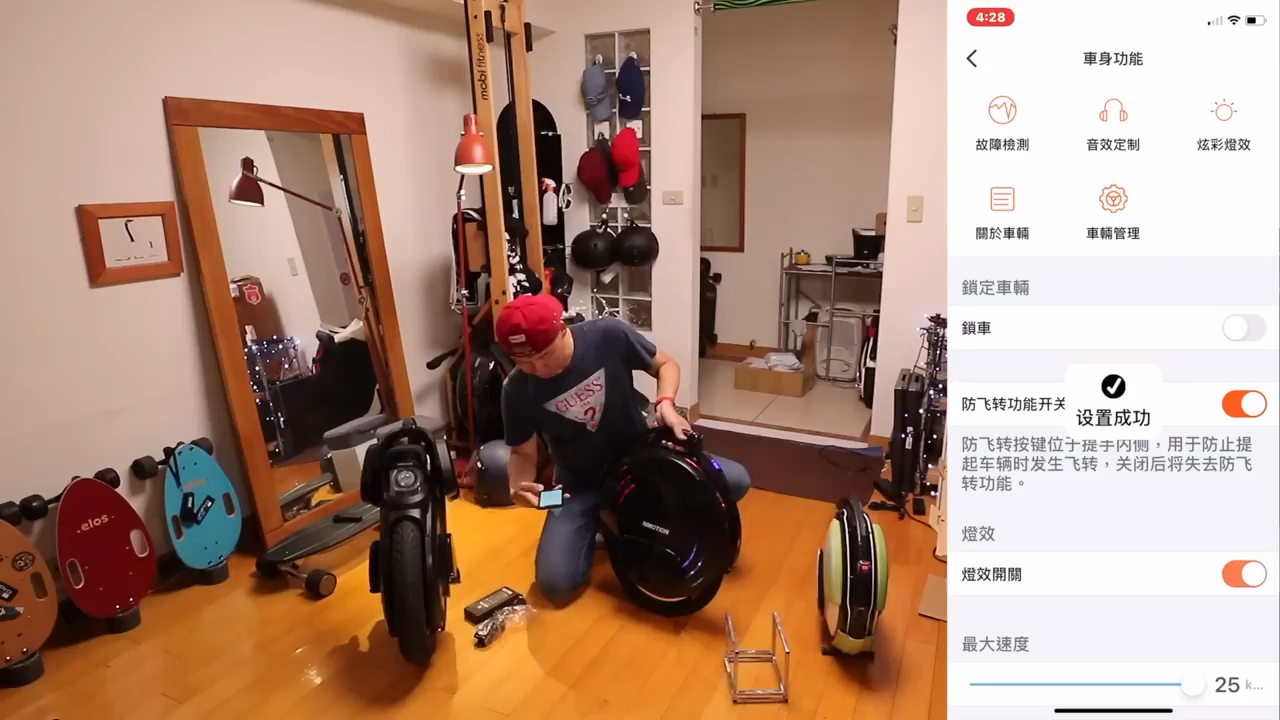 mobi fitness
elos
GUESS
?
INMOTION
4:28
車身功能
故障檢測
音效定制
炫彩燈效
關於車輛
車輛管理
鎖定車輛
鎖車
防飞转功能开关
设置成功
防飞转按键位于提手内侧，用于防止提
起车辆时发生飞转，关闭后将失去防飞
转功能。
燈效
燈效開關
最大速度
25 k...